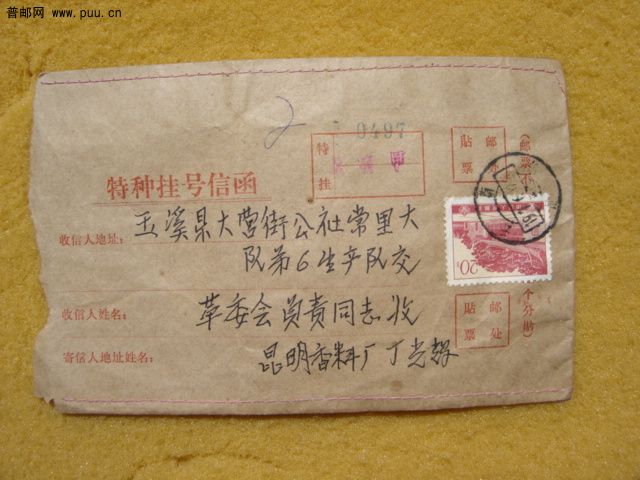 普邮网 www.puu.cn
2
0497
特挂
邮票
贴处
邮票
贴处
特种挂号信函
收信人地址：
玉溪县大营街公社常里大
队第6生产队交
20
收信人姓名：
革委会负责同志收
寄信人地址姓名：
昆明香料厂丁光